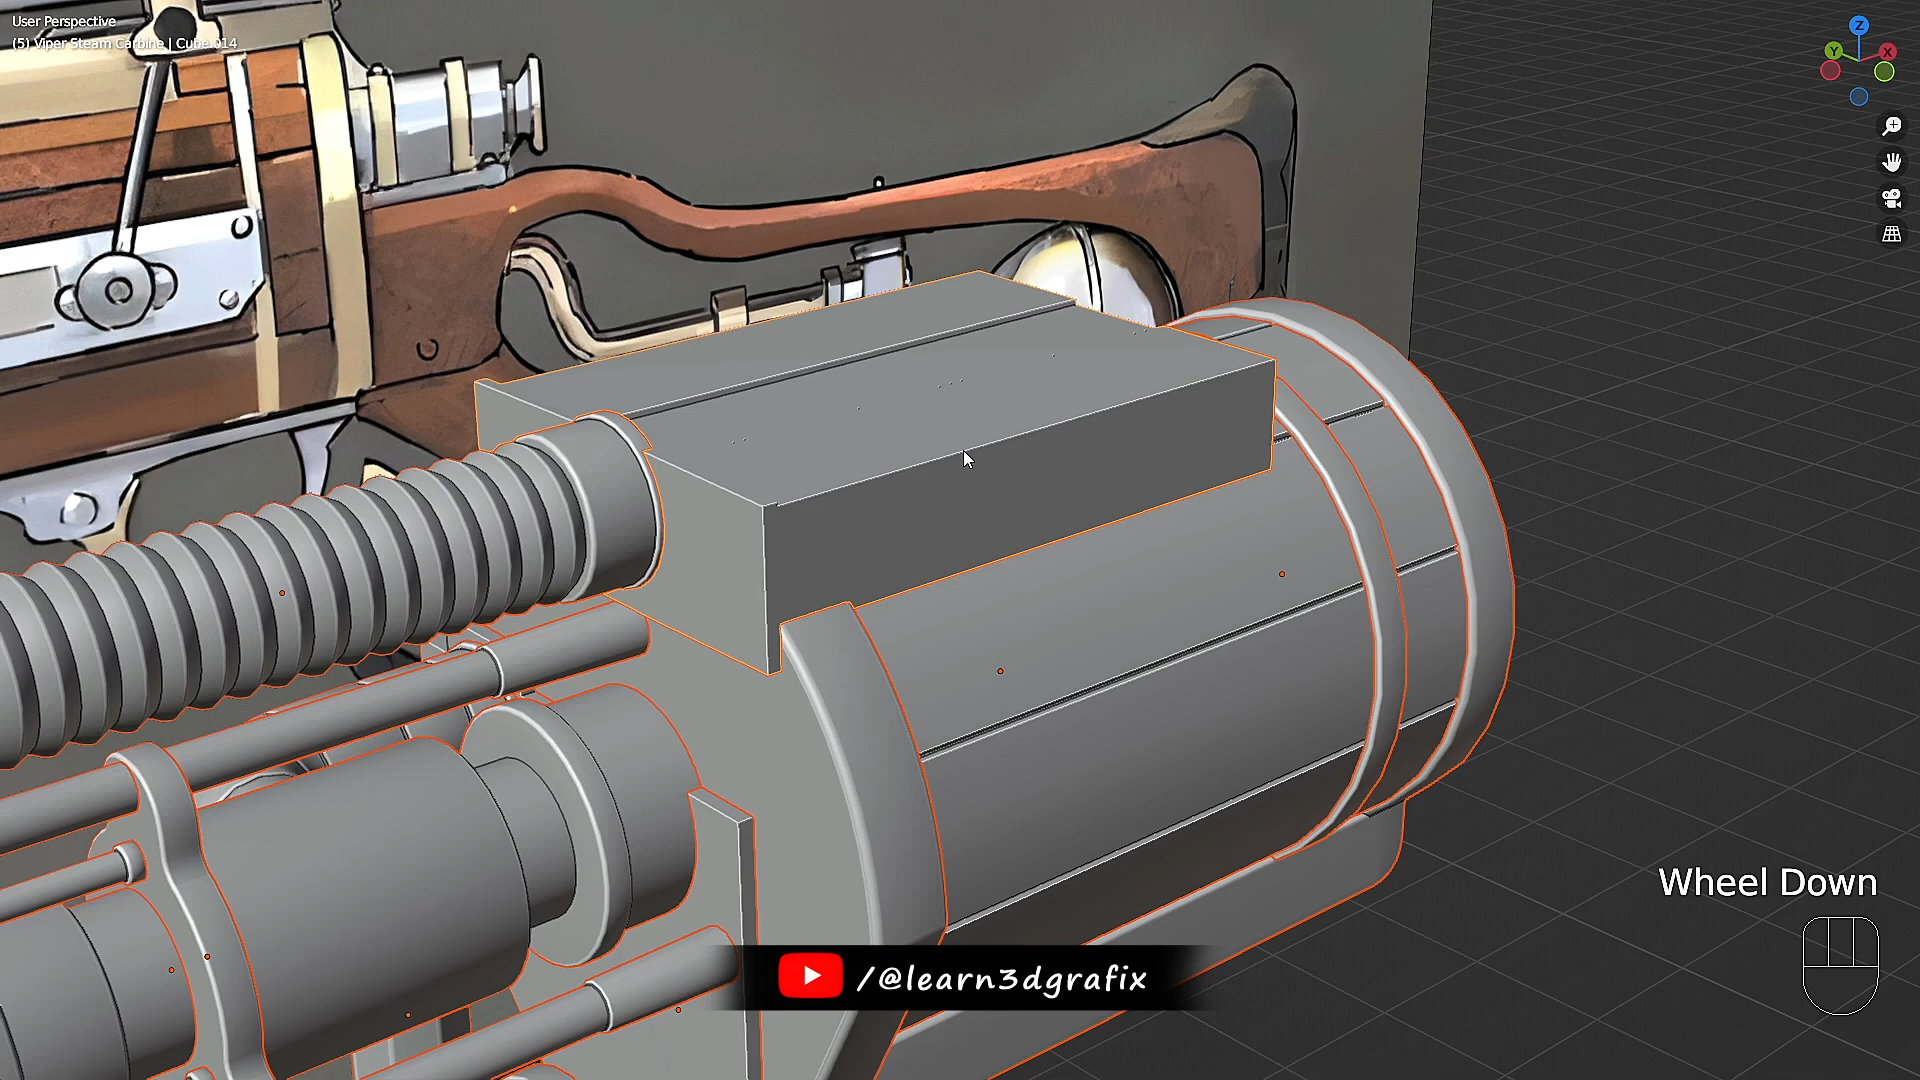 User Perspective
(5) Viper Steam Carbine | Cube.014
Z
Y
X
Wheel Down
/@learn3dgrafix